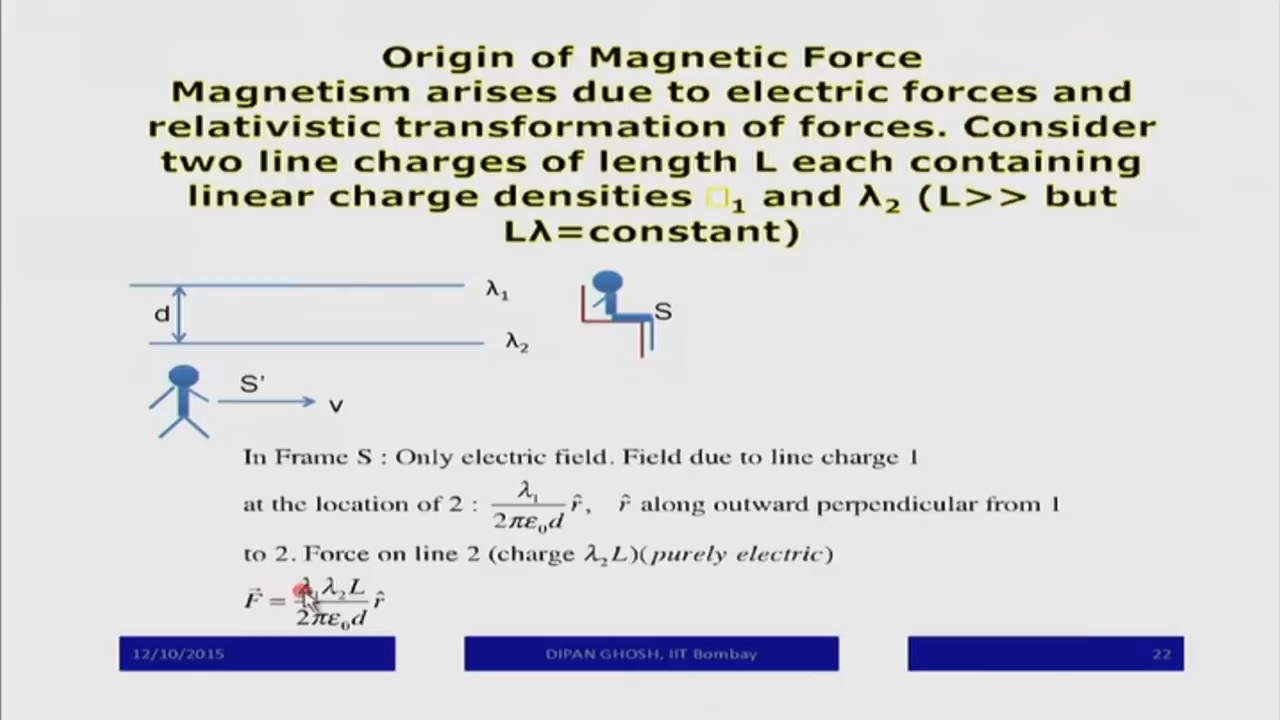 Origin of Magnetic Force
Magnetism arises due to electric forces and
relativistic transformation of forces. Consider
two line charges of length L each containing
linear charge densities □₁ and λ₂ (L>> but
Lλ=constant)
λ₁
d
S
λ₂
S'
v
In Frame S : Only electric field. Field due to line charge 1
at the location of 2 : λ₁/2πε₀d r̂, r̂ along outward perpendicular from 1
to 2. Force on line 2 (charge λ₂L)(purely electric)
F⃗ = λ₁λ₂L/2πε₀d r̂
12/10/2015
DIPAN GHOSH, IIT Bombay
22